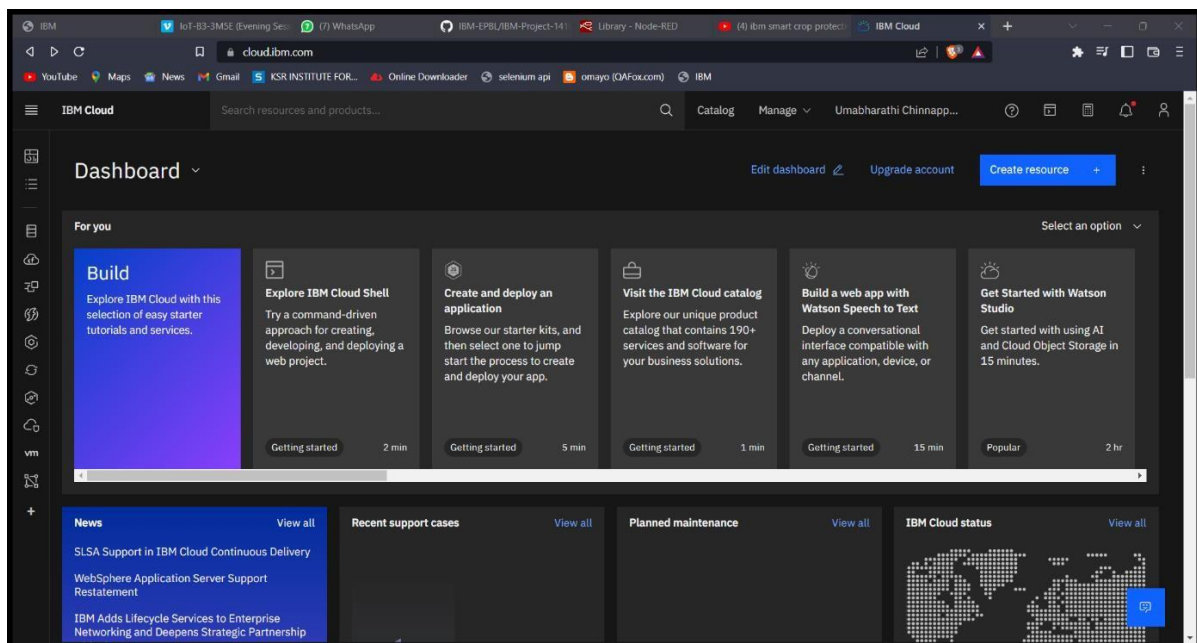 IBM
IoT-B3-3M5E (Evening Ses
(7) WhatsApp
IBM-EPBL/IBM-Project-141
Library - Node-RED
(4) ibm smart crop protecti
IBM Cloud
cloud.ibm.com
YouTube
Maps
News
Gmail
KSR INSTITUTE FOR...
Online Downloader
selenium api
omayo (QAFox.com)
IBM
IBM Cloud
Search resources and products...
Catalog
Manage
Umabharathi Chinnapp...
Dashboard
Edit dashboard
Upgrade account
Create resource +
For you
Select an option
Build
Explore IBM Cloud with this
selection of easy starter
tutorials and services.
Explore IBM Cloud Shell
Try a command-driven
approach for creating,
developing, and deploying a
web project.
Getting started
2 min
Create and deploy an
application
Browse our starter kits, and
then select one to jump
start the process to create
and deploy your app.
Getting started
5 min
Visit the IBM Cloud catalog
Explore our unique product
catalog that contains 190+
services and software for
your business solutions.
Getting started
1 min
Build a web app with
Watson Speech to Text
Deploy a conversational
interface compatible with
any application, device, or
channel.
Getting started
15 min
Get Started with Watson
Studio
Get started with using AI
and Cloud Object Storage in
15 minutes.
Popular
2 hr
vm
News
View all
SLSA Support in IBM Cloud Continuous Delivery
WebSphere Application Server Support
Restatement
IBM Adds Lifecycle Services to Enterprise
Networking and Deepens Strategic Partnership
Recent support cases
View all
Planned maintenance
View all
IBM Cloud status
View all